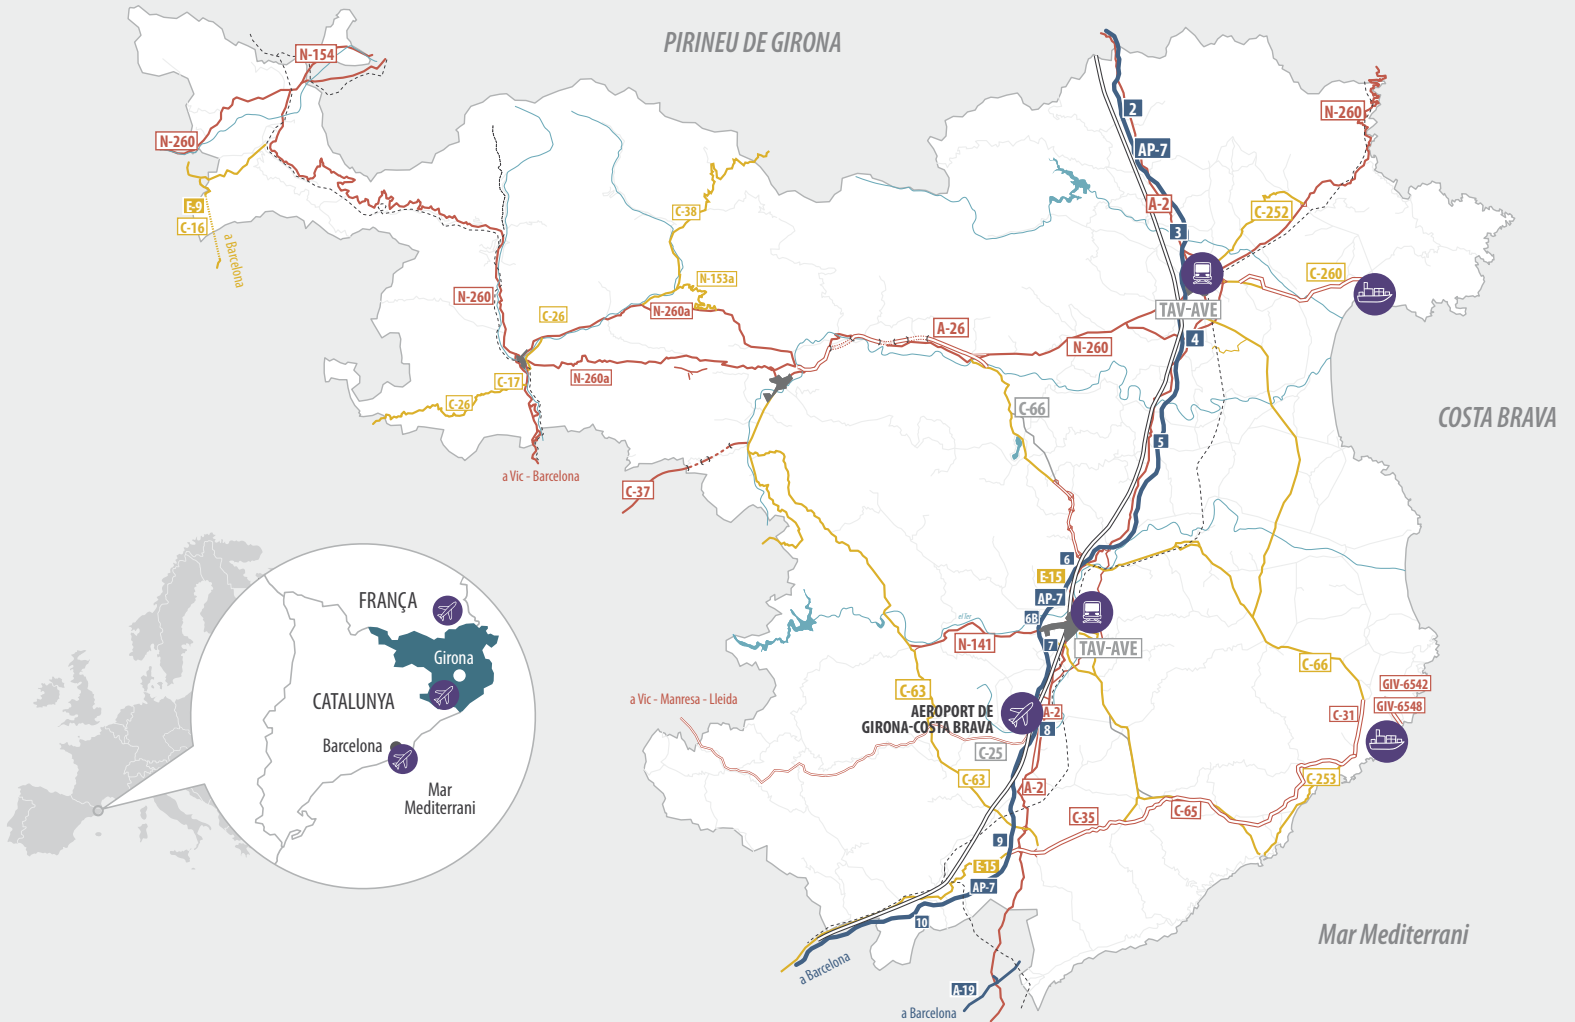 PIRINEU DE GIRONA
N-154
N-260
E-9
C-16
a Barcelona
2
AP-7
N-260
A-2
C-252
3
C-38
C-260
N-153a
N-260
C-26
N-260a
TAV-AVE
A-26
4
N-260
N-260a
C-17
C-26
C-66
COSTA BRAVA
5
a Vic - Barcelona
C-37
6
E-15
AP-7
6B
el Ter
N-141
7
TAV-AVE
C-66
GIV-6542
C-63
a Vic - Manresa - Lleida
GIV-6548
AEROPORT DE
GIRONA-COSTA BRAVA
A-2
C-31
8
C-25
C-63
A-2
C-253
C-35
C-65
9
E-15
AP-7
10
a Barcelona
Mar Mediterrani
A-19
a Barcelona
FRANÇA
Girona
CATALUNYA
Barcelona
Mar
Mediterrani